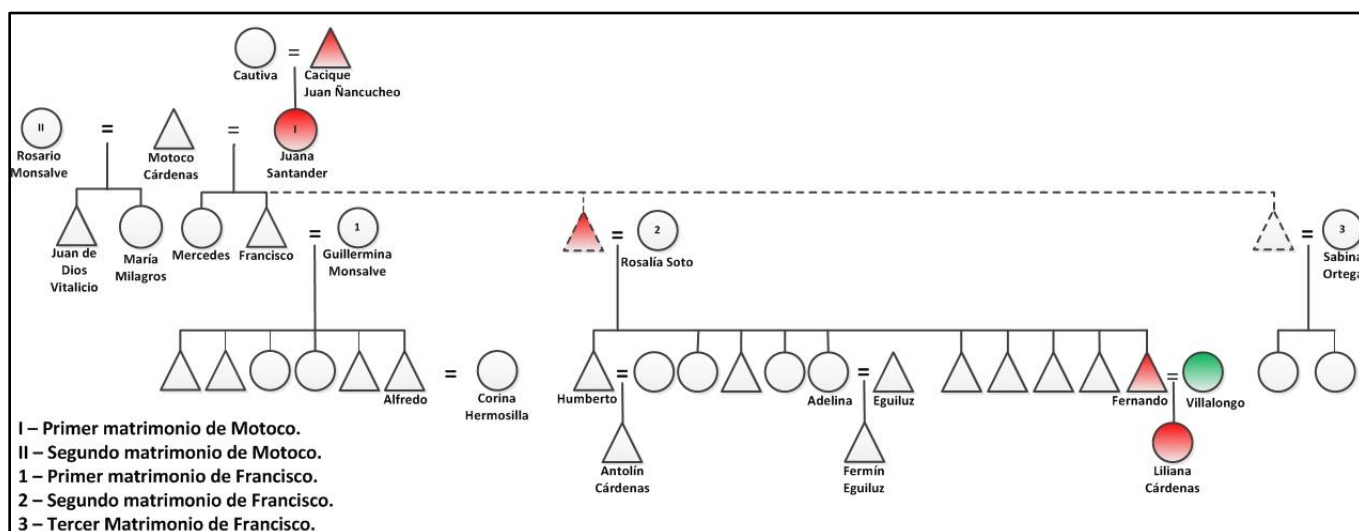 =
Cautiva
Cacique
Juan Ñancucheo
II
=
=
I
Rosario
Monsalve
Motoco
Cárdenas
Juana
Santander
Juan de
Dios
Vitalicio
María
Milagros
Mercedes
Francisco
=
1
Guillermina
Monsalve
=
2
Rosalía Soto
=
3
Sabina
Ortega
Alfredo
=
Corina
Hermosilla
Humberto
=
Adelina
=
Eguiluz
Fernando
=
Villalongo
Antolín
Cárdenas
Fermín
Eguiluz
Liliana
Cárdenas
I – Primer matrimonio de Motoco.
II – Segundo matrimonio de Motoco.
1 – Primer matrimonio de Francisco.
2 – Segundo matrimonio de Francisco.
3 – Tercer Matrimonio de Francisco.